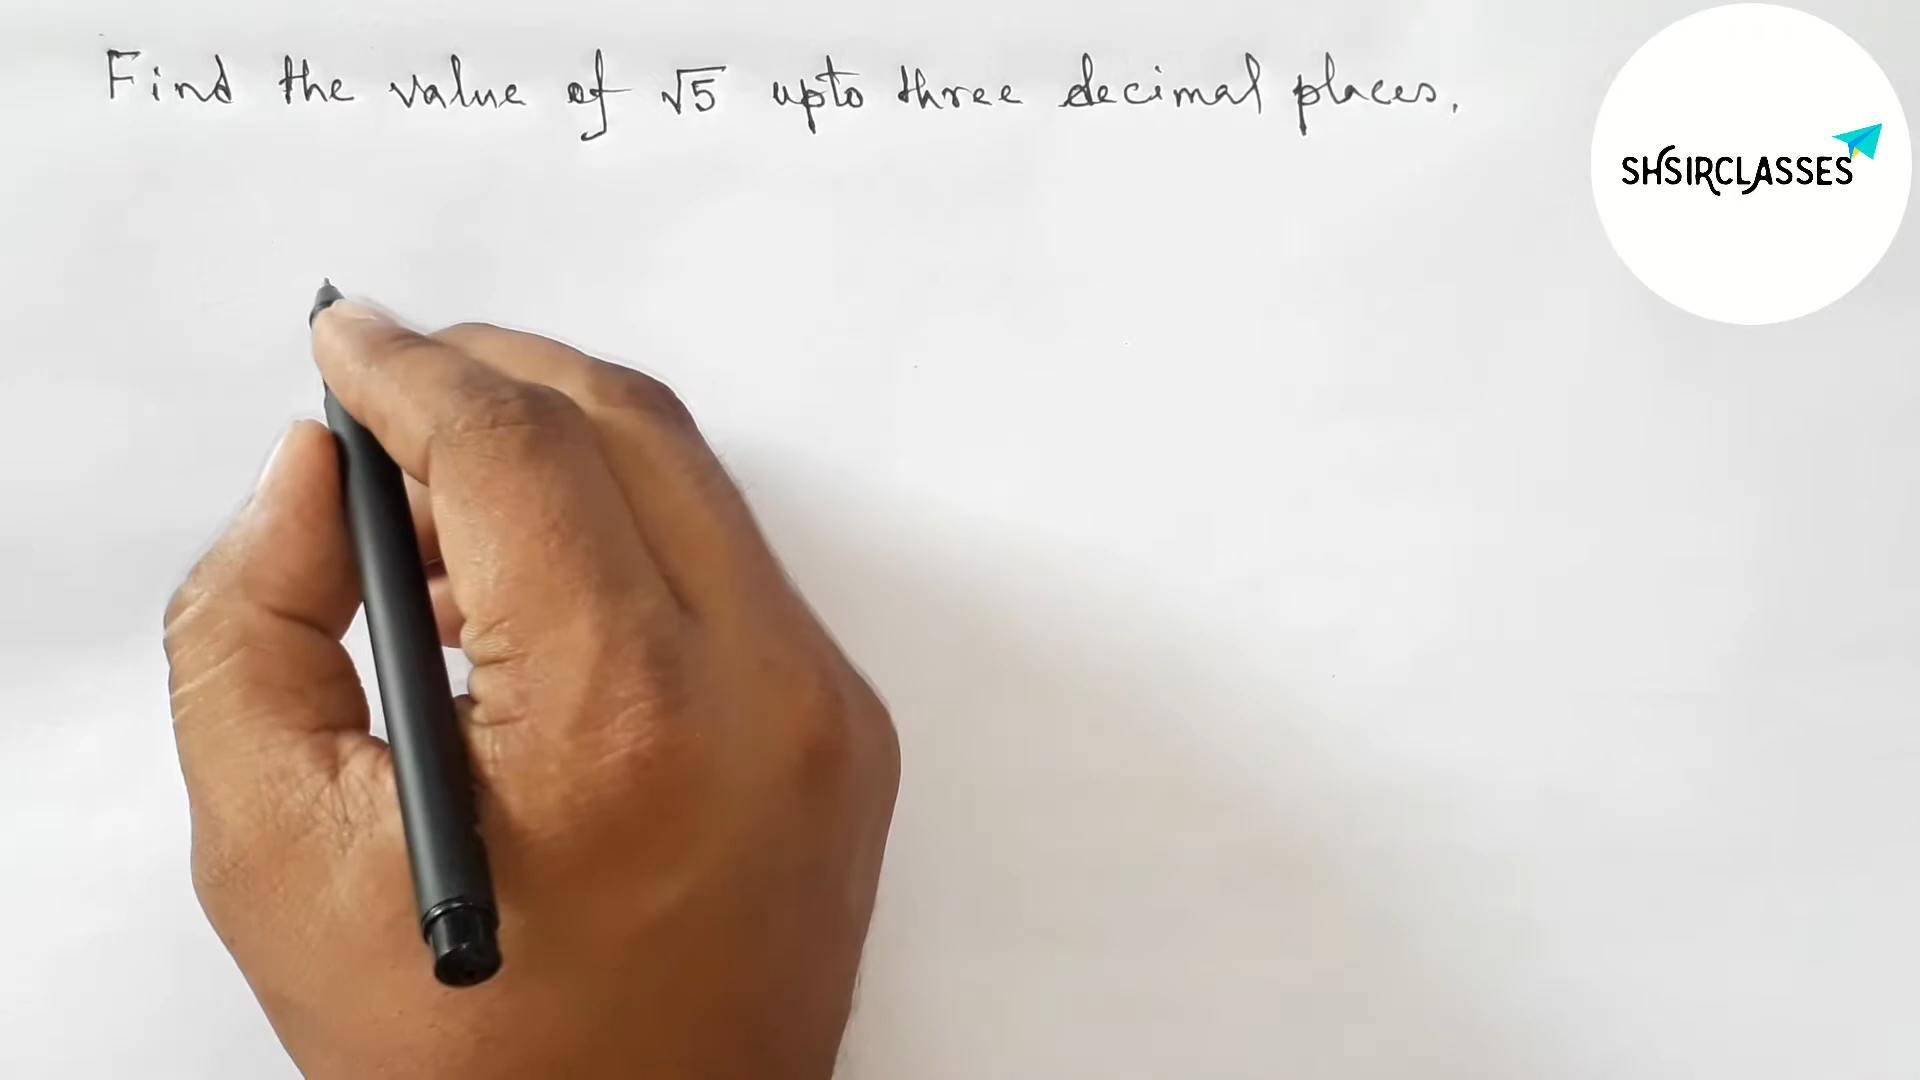 Find the value of √5 upto three decimal places.
SHSIRCLASSES